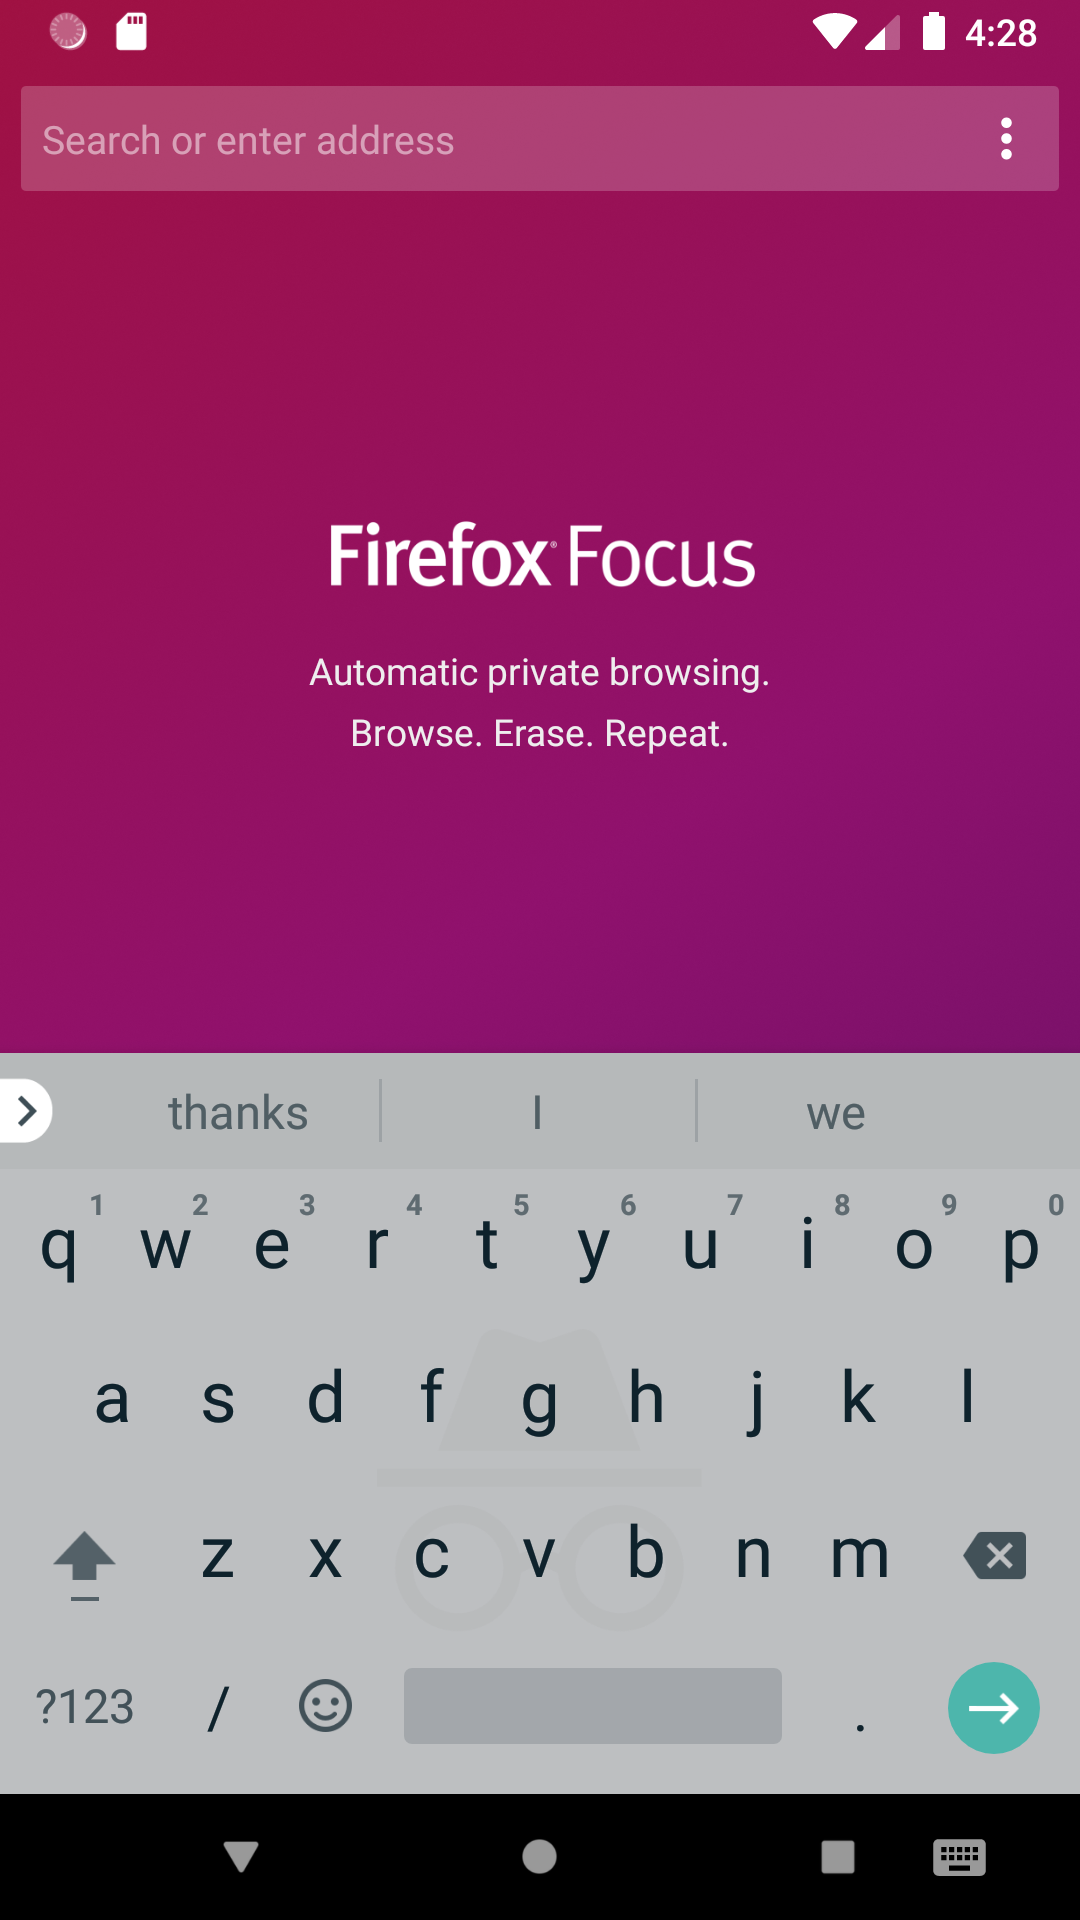 4:28
Search or enter address
Firefox Focus
Automatic private browsing.
Browse. Erase. Repeat.
thanks I we
1 2 3 4 5 6 7 8 9 0
q w e r t y u i o p
a s d f g h j k l
z x c v b n m
?123 / .